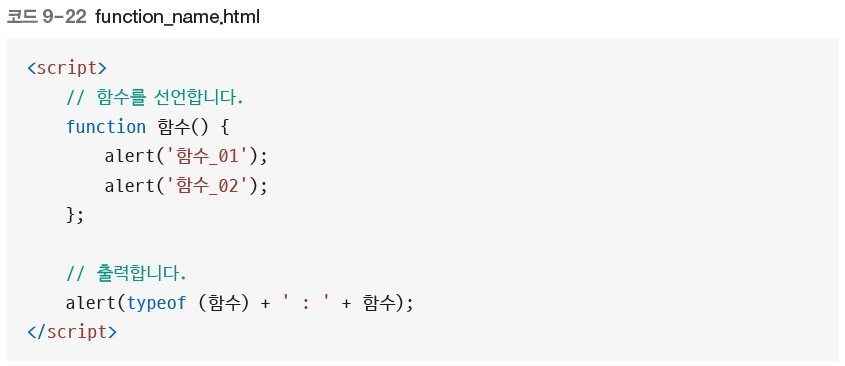 코드 9-22 function_name.html
<script>
// 함수를 선언합니다.
function 함수() {
alert('함수_01');
alert('함수_02');
};
// 출력합니다.
alert(typeof (함수) + ' : ' + 함수);
</script>